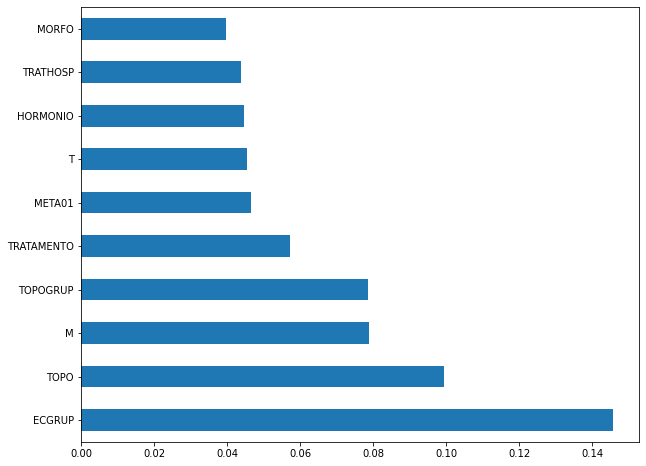 MORFO
TRATHOSP
HORMONIO
T
META01
TRATAMENTO
TOPOGRUP
M
TOPO
ECGRUP
0.00 0.02 0.04 0.06 0.08 0.10 0.12 0.14